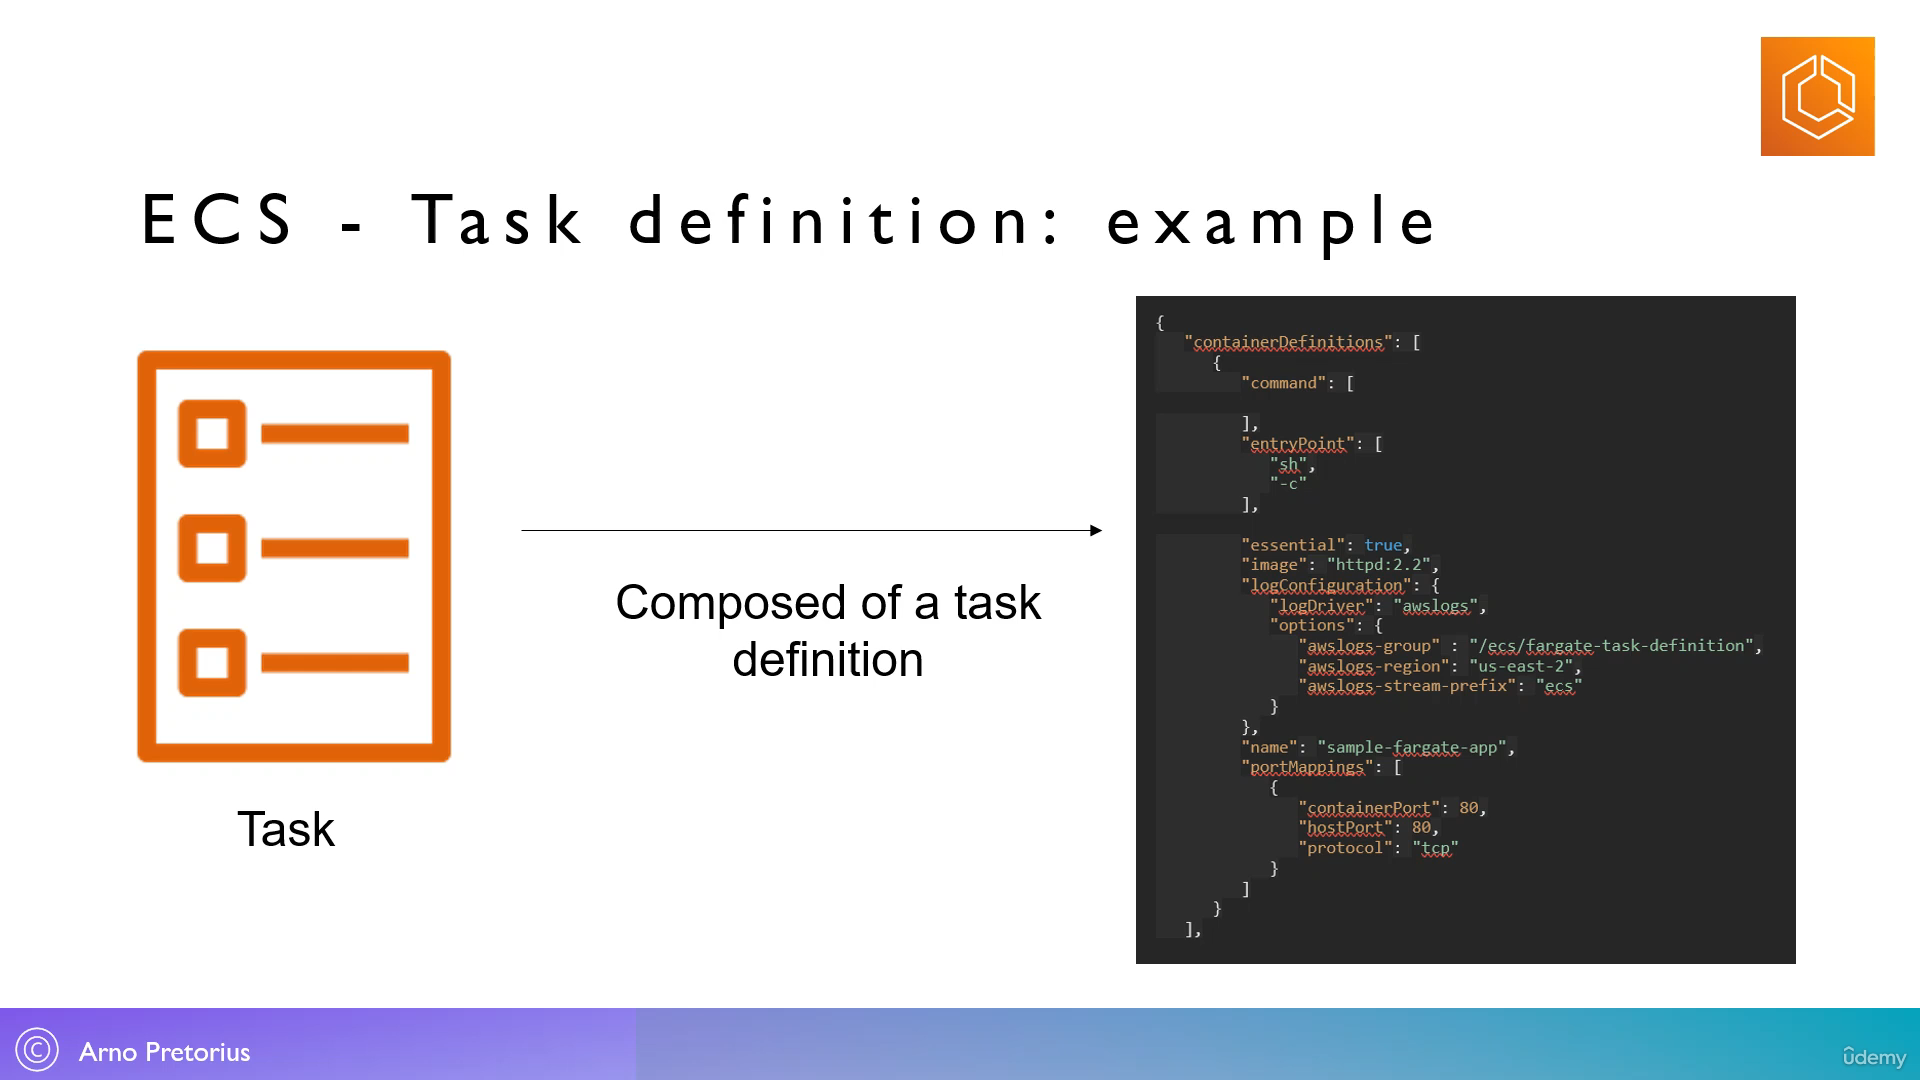 ECS - Task definition: example
Task
Composed of a task
definition
{
"containerDefinitions": [
{
"command": [
],
"entryPoint": [
"sh",
"-c"
],
"essential": true,
"image": "httpd:2.2",
"logConfiguration": {
"logDriver": "awslogs",
"options": {
"awslogs-group" : "/ecs/fargate-task-definition",
"awslogs-region": "us-east-2",
"awslogs-stream-prefix": "ecs"
}
},
"name": "sample-fargate-app",
"portMappings": [
{
"containerPort": 80,
"hostPort": 80,
"protocol": "tcp"
}
]
}
],
© Arno Pretorius
udemy